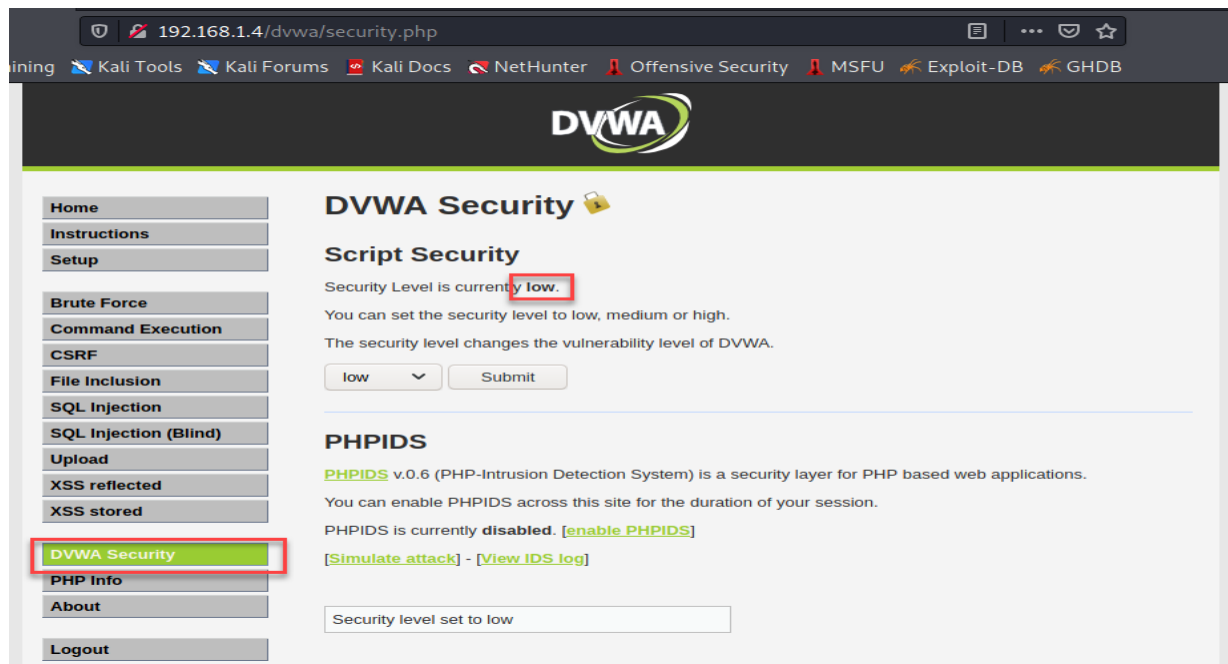 192.168.1.4/dvwa/security.php
ining Kali Tools Kali Forums Kali Docs NetHunter Offensive Security MSFU Exploit-DB GHDB
DVWA
Home
Instructions
Setup
Brute Force
Command Execution
CSRF
File Inclusion
SQL Injection
SQL Injection (Blind)
Upload
XSS reflected
XSS stored
DVWA Security
PHP Info
About
Logout
DVWA Security
Script Security
Security Level is currently low.
You can set the security level to low, medium or high.
The security level changes the vulnerability level of DVWA.
low Submit
PHPIDS
PHPIDS v.0.6 (PHP-Intrusion Detection System) is a security layer for PHP based web applications.
You can enable PHPIDS across this site for the duration of your session.
PHPIDS is currently disabled. [enable PHPIDS]
[Simulate attack] - [View IDS log]
Security level set to low